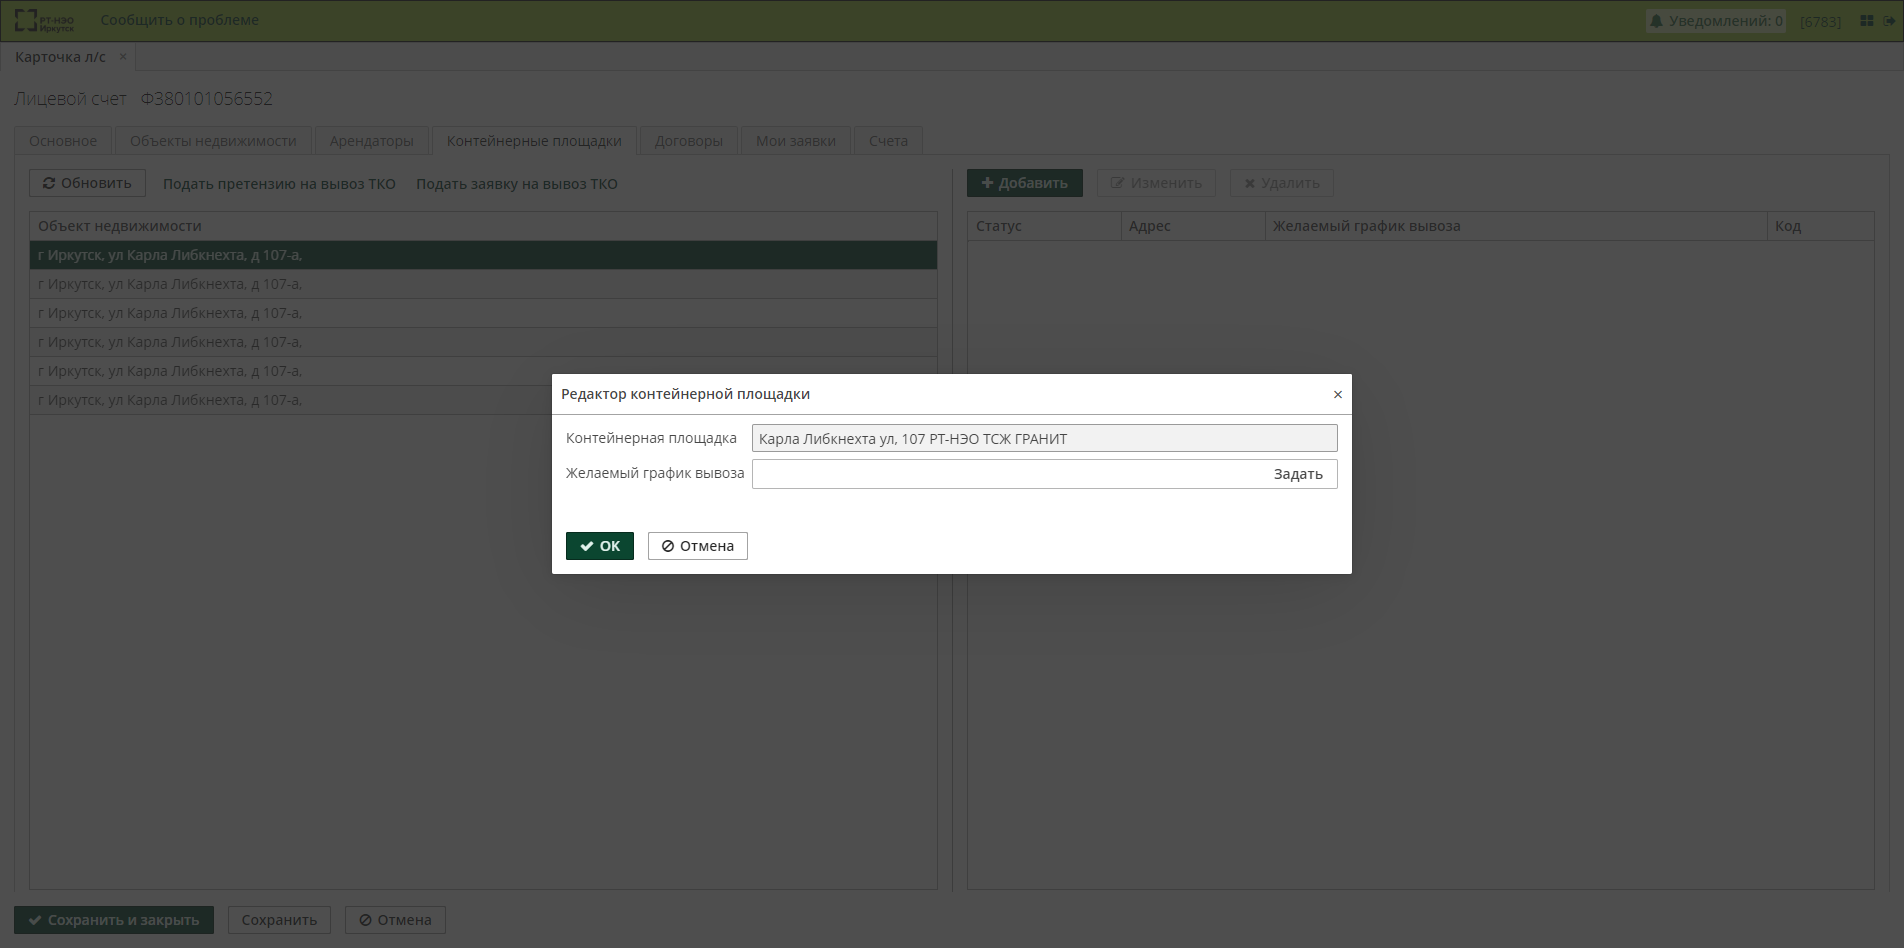 РТ-НЭО
Иркутск
Сообщить о проблеме
Уведомлений: 0
[6783]
Карточка л/с ×
Лицевой счет Ф380101056552
Основное
Объекты недвижимости
Арендаторы
Контейнерные площадки
Договоры
Мои заявки
Счета
Обновить
Подать претензию на вывоз ТКО
Подать заявку на вывоз ТКО
Добавить
Изменить
Удалить
Объект недвижимости
г Иркутск, ул Карла Либкнехта, д 107-а,
г Иркутск, ул Карла Либкнехта, д 107-а,
г Иркутск, ул Карла Либкнехта, д 107-а,
г Иркутск, ул Карла Либкнехта, д 107-а,
г Иркутск, ул Карла Либкнехта, д 107-а,
г Иркутск, ул Карла Либкнехта, д 107-а,
Статус
Адрес
Желаемый график вывоза
Код
Редактор контейнерной площадки ×
Контейнерная площадка
Карла Либкнехта ул, 107 РТ-НЭО ТСЖ ГРАНИТ
Желаемый график вывоза
Задать
ОК
Отмена
Сохранить и закрыть
Сохранить
Отмена